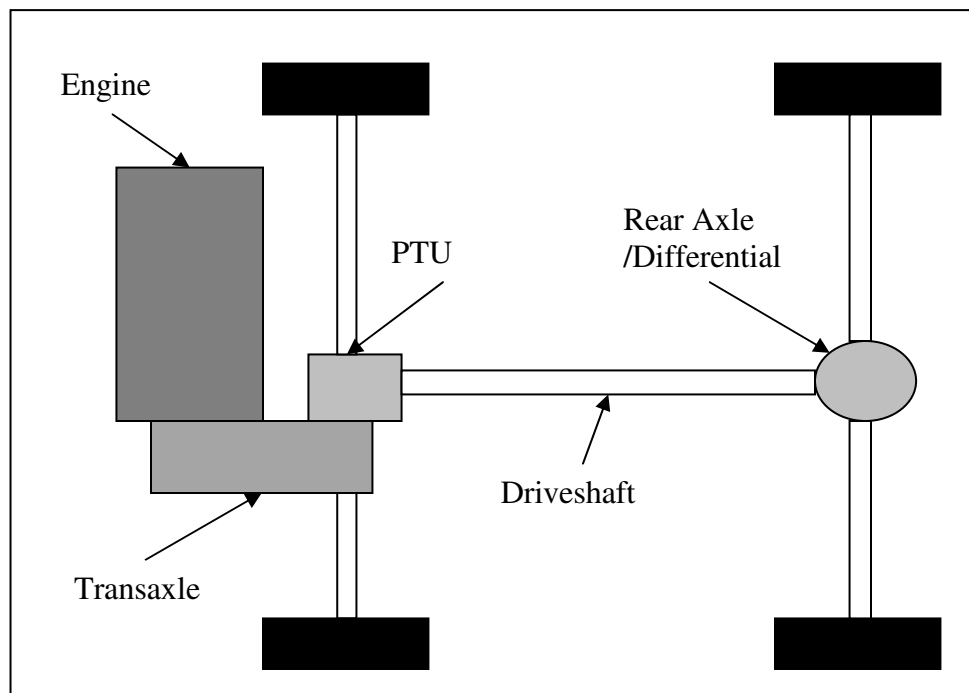 Engine
PTU
Rear Axle
/Differential
Driveshaft
Transaxle